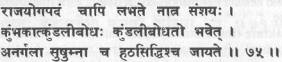 राजयोगपदं चापि लभते नात्र संशयः ।
कुंभकात्कुंडलीबोधः कुंडलीबोधतो भवेत् ।
अनर्गला सुषुम्ना च हठसिद्धिश्च जायते ॥ ७५ ॥